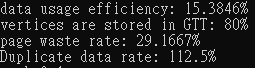 data usage efficiency: 15.3846%
vertices are stored in GTT: 80%
page waste rate: 29.1667%
Duplicate data rate: 112.5%